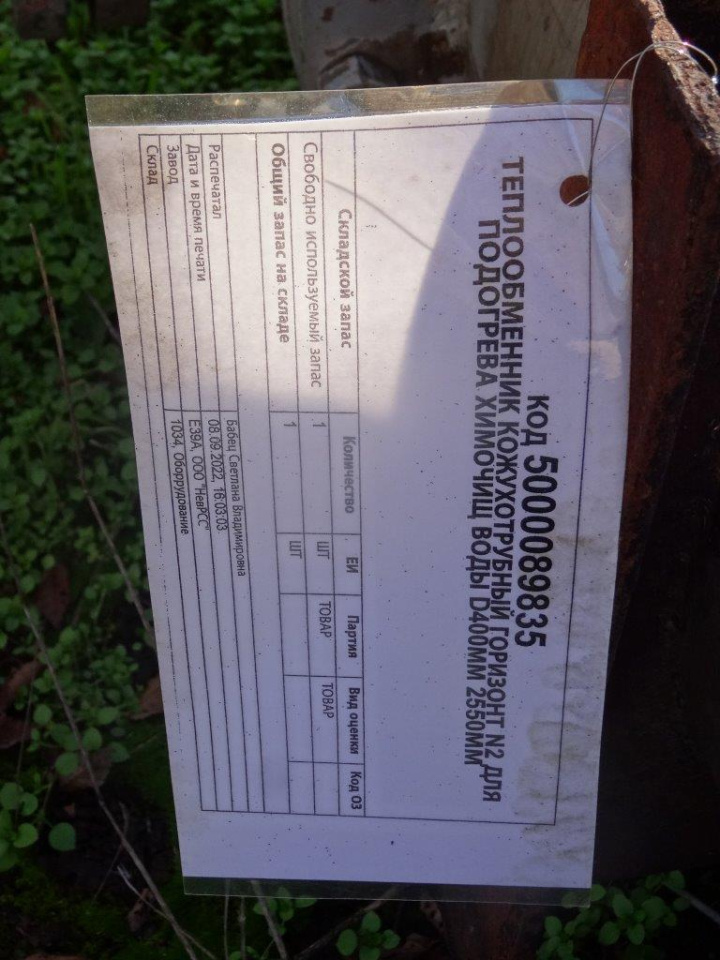 КОД 5000089835
ТЕПЛООБМЕННИК КОЖУХОТРУБНЫЙ ГОРИЗОНТ N2 ДЛЯ
ПОДОГРЕВА ХИМОЧИЩ ВОДЫ D400ММ 2550ММ
Складской запас Количество ЕИ Партия Вид оценки Код ОЗ
Свободно используемый запас 1 ШТ ТОВАР ТОВАР
Общий запас на складе 1 ШТ
Распечатал Бабец Светлана Владимировна
Дата и время печати 08.09.2022, 16:03:03
Завод Е39А, ООО "НевРСС"
Склад 1034, Оборрудование